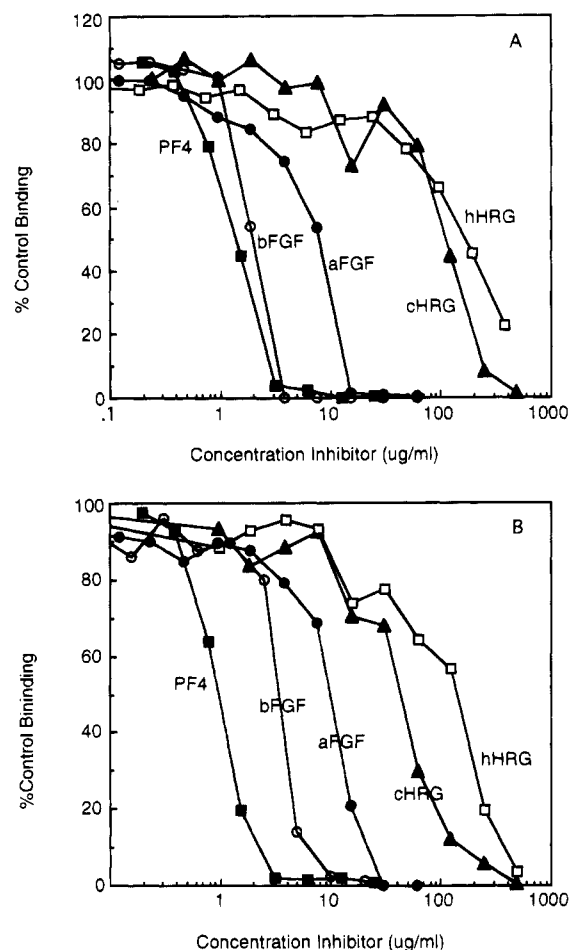 A
120
100
80
60
40
20
.0
.1
1
10
100
1000
% Control Binding
PF4
bFGF
aFGF
cHRG
hHRG
Concentration Inhibitor (ug/ml)
B
100
80
60
40
20
0
1
10
100
1000
%Control Bininding
PF4
bFGF
aFGF
cHRG
hHRG
Concentration Inhibitor (ug/ml)